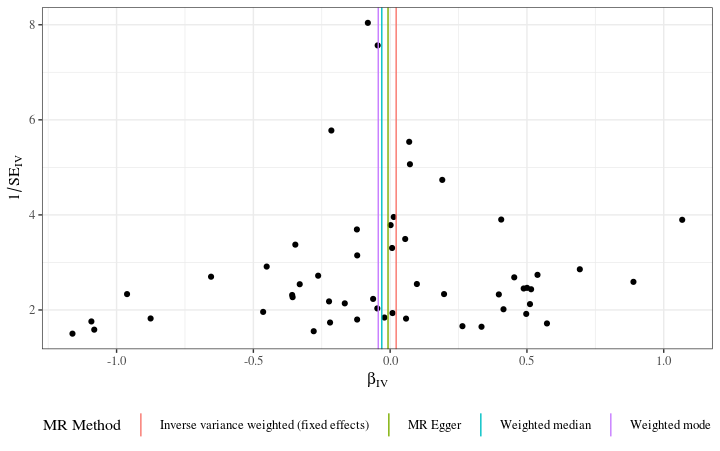 8
6
4
2
1/SE_IV
-1.0 -0.5 0.0 0.5 1.0
β_IV
MR Method Inverse variance weighted (fixed effects) MR Egger Weighted median Weighted mode